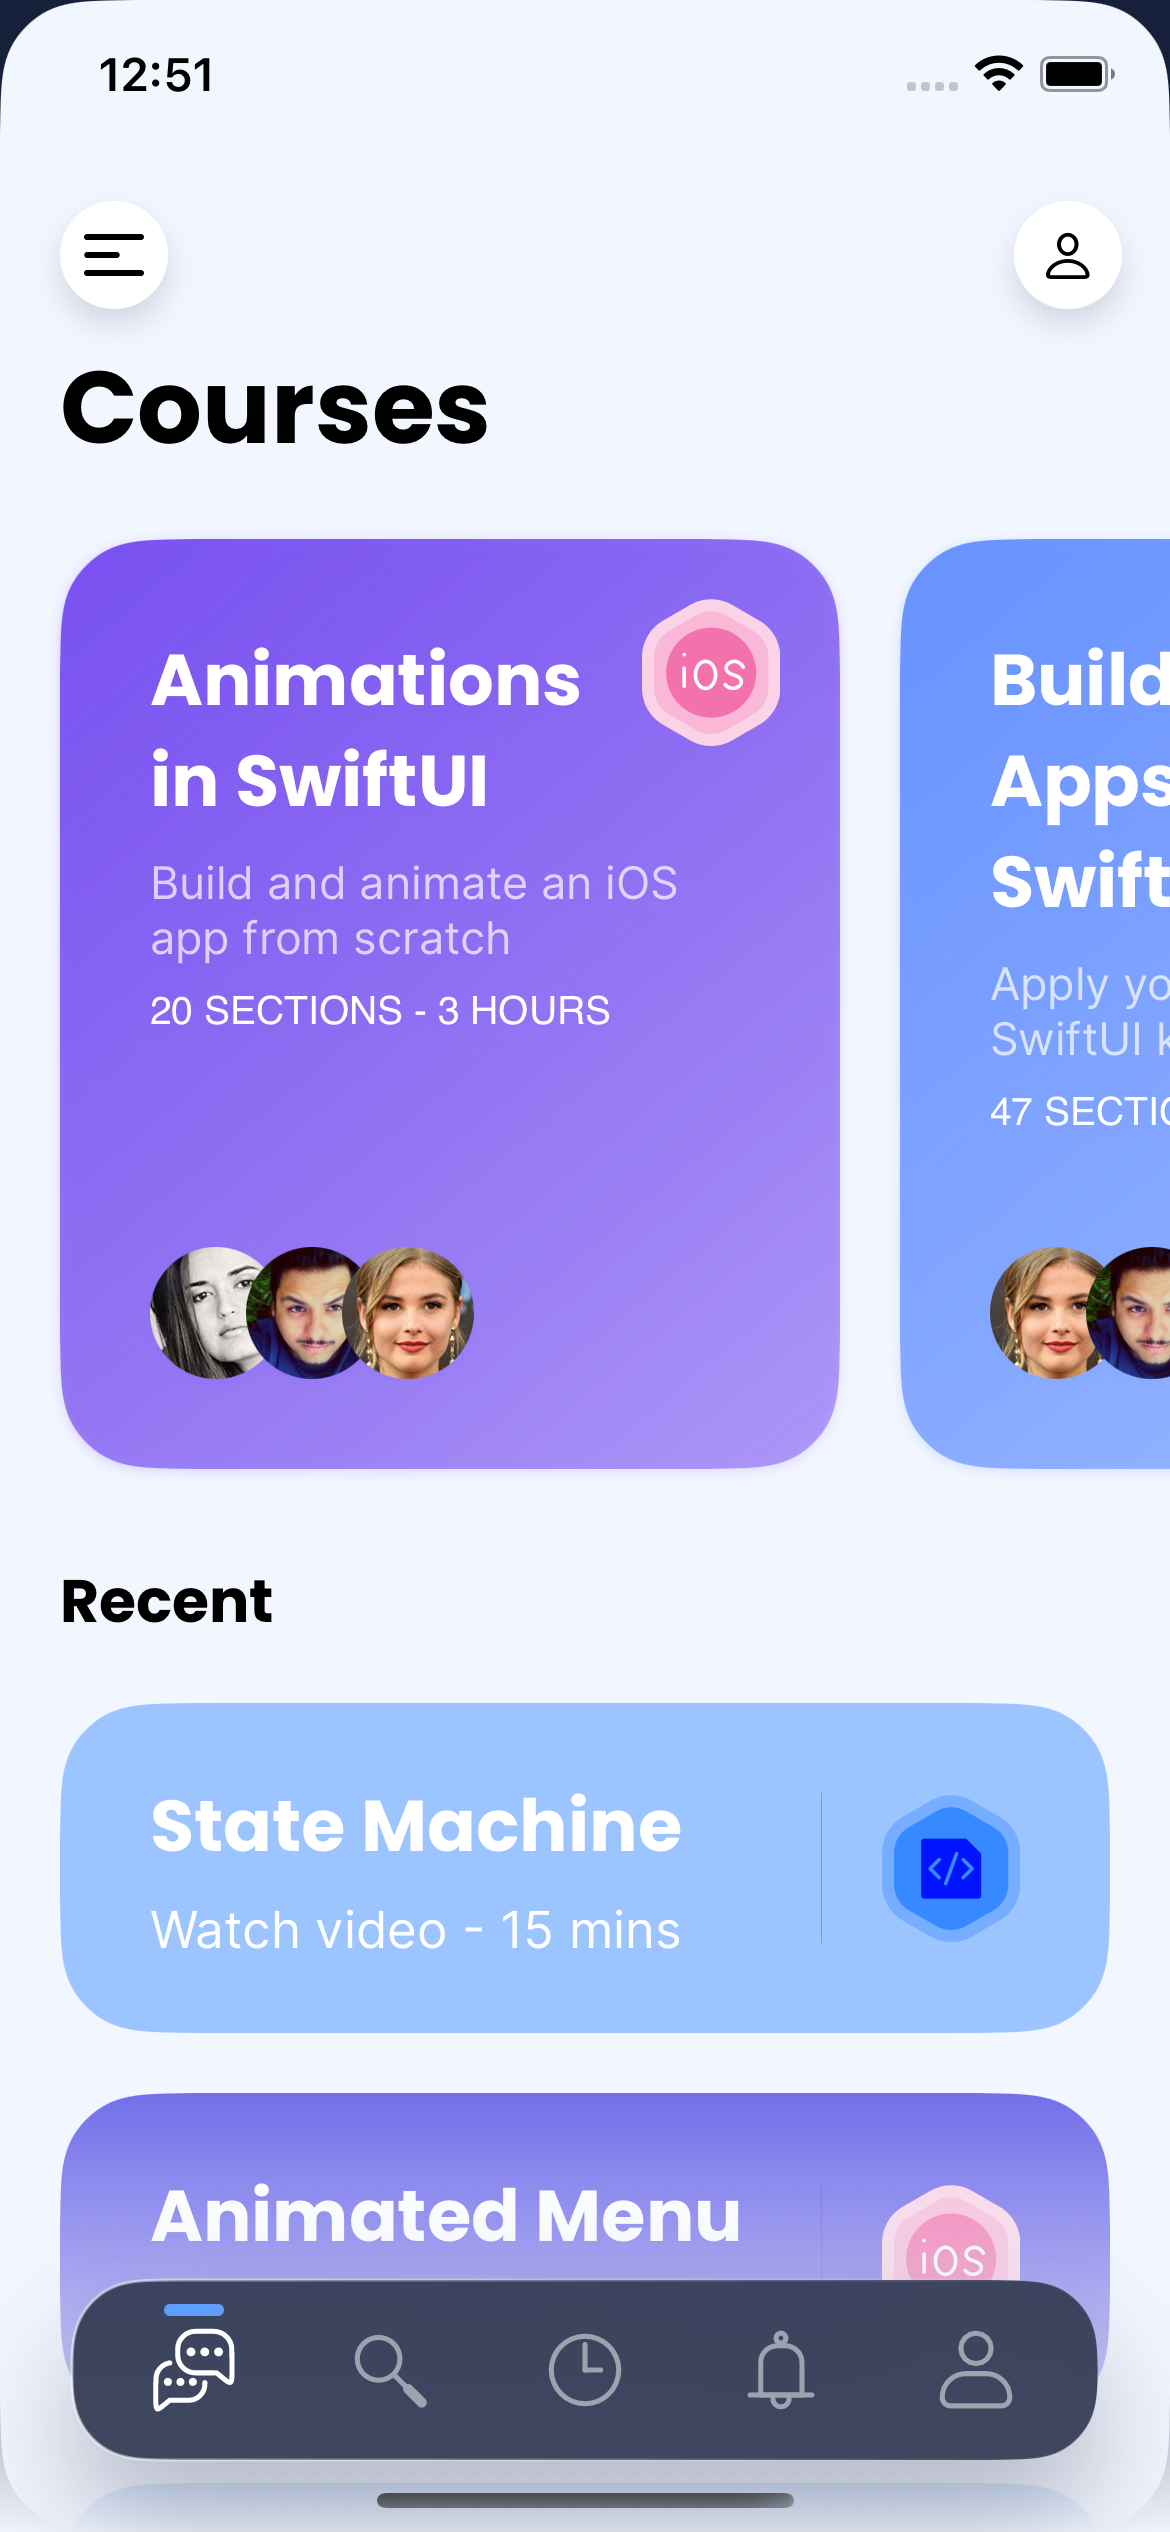 12:51
Courses
Animations
in SwiftUI
iOS
Build and animate an iOS
app from scratch
20 SECTIONS - 3 HOURS
Build
Apps
Swift
Apply yo
SwiftUI
47 SECTIO
Recent
State Machine
Watch video - 15 mins
</>
Animated Menu
iOS